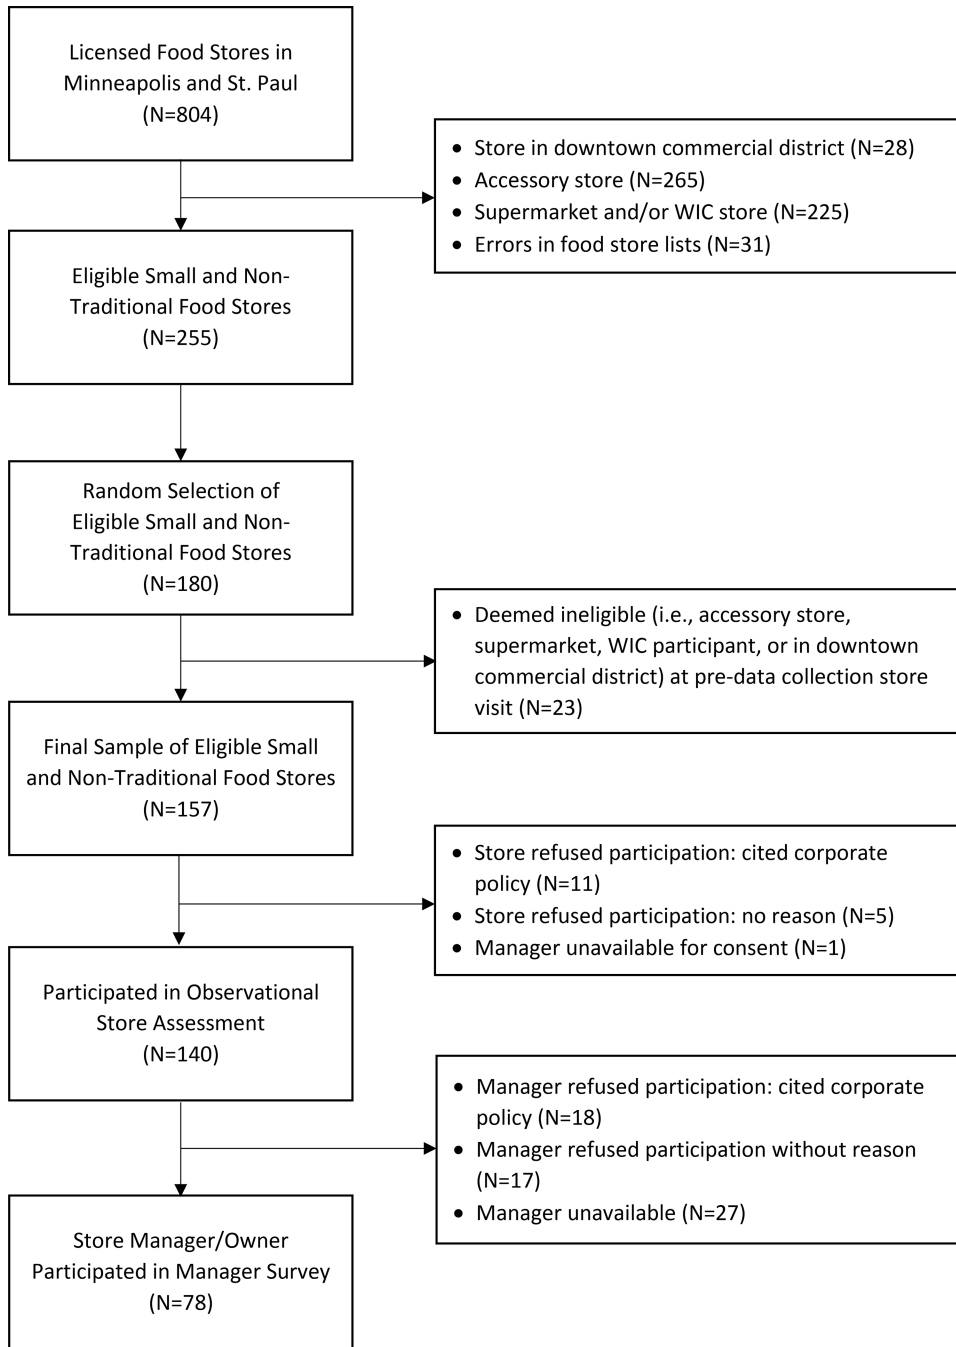 Licensed Food Stores in
Minneapolis and St. Paul
(N=804)
• Store in downtown commercial district (N=28)
• Accessory store (N=265)
• Supermarket and/or WIC store (N=225)
• Errors in food store lists (N=31)
Eligible Small and Non-
Traditional Food Stores
(N=255)
Random Selection of
Eligible Small and Non-
Traditional Food Stores
(N=180)
• Deemed ineligible (i.e., accessory store,
supermarket, WIC participant, or in downtown
commercial district) at pre-data collection store
visit (N=23)
Final Sample of Eligible Small
and Non-Traditional Food Stores
(N=157)
• Store refused participation: cited corporate
policy (N=11)
• Store refused participation: no reason (N=5)
• Manager unavailable for consent (N=1)
Participated in Observational
Store Assessment
(N=140)
• Manager refused participation: cited corporate
policy (N=18)
• Manager refused participation without reason
(N=17)
• Manager unavailable (N=27)
Store Manager/Owner
Participated in Manager Survey
(N=78)